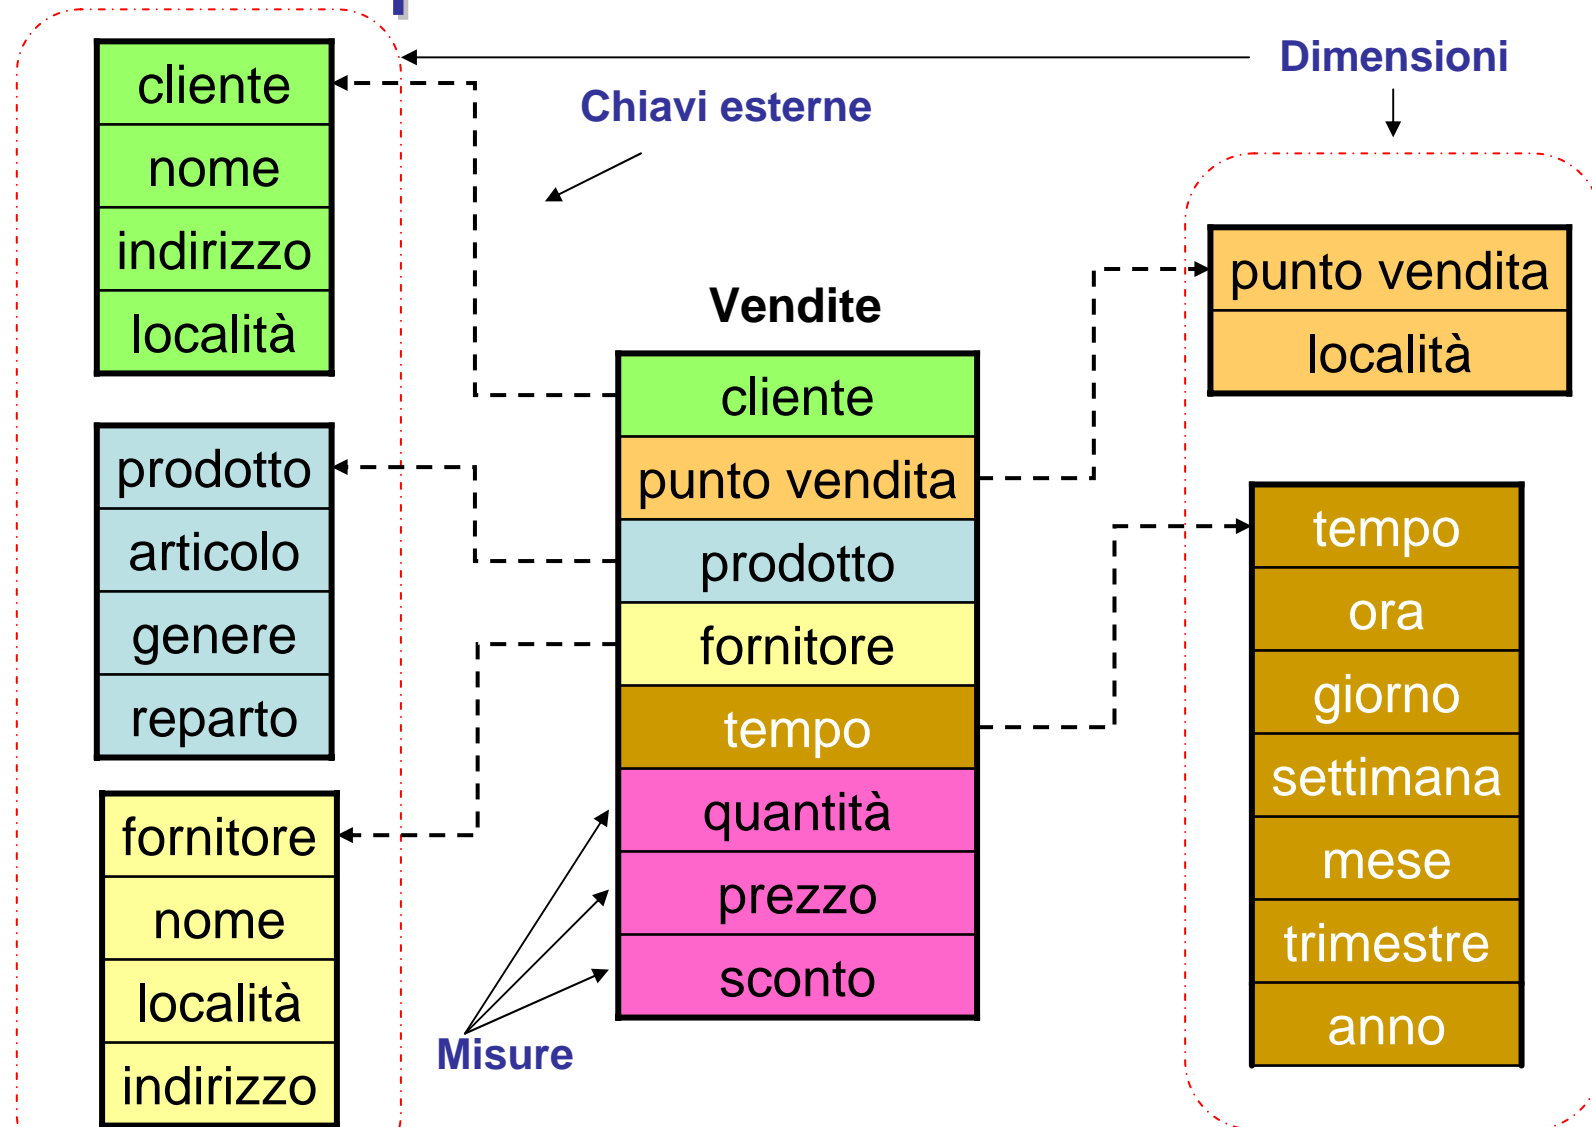 Dimensioni
Chiavi esterne
cliente
nome
indirizzo
località
prodotto
articolo
genere
reparto
fornitore
nome
località
indirizzo
Vendite
cliente
punto vendita
prodotto
fornitore
tempo
quantità
prezzo
sconto
Misure
punto vendita
località
tempo
ora
giorno
settimana
mese
trimestre
anno